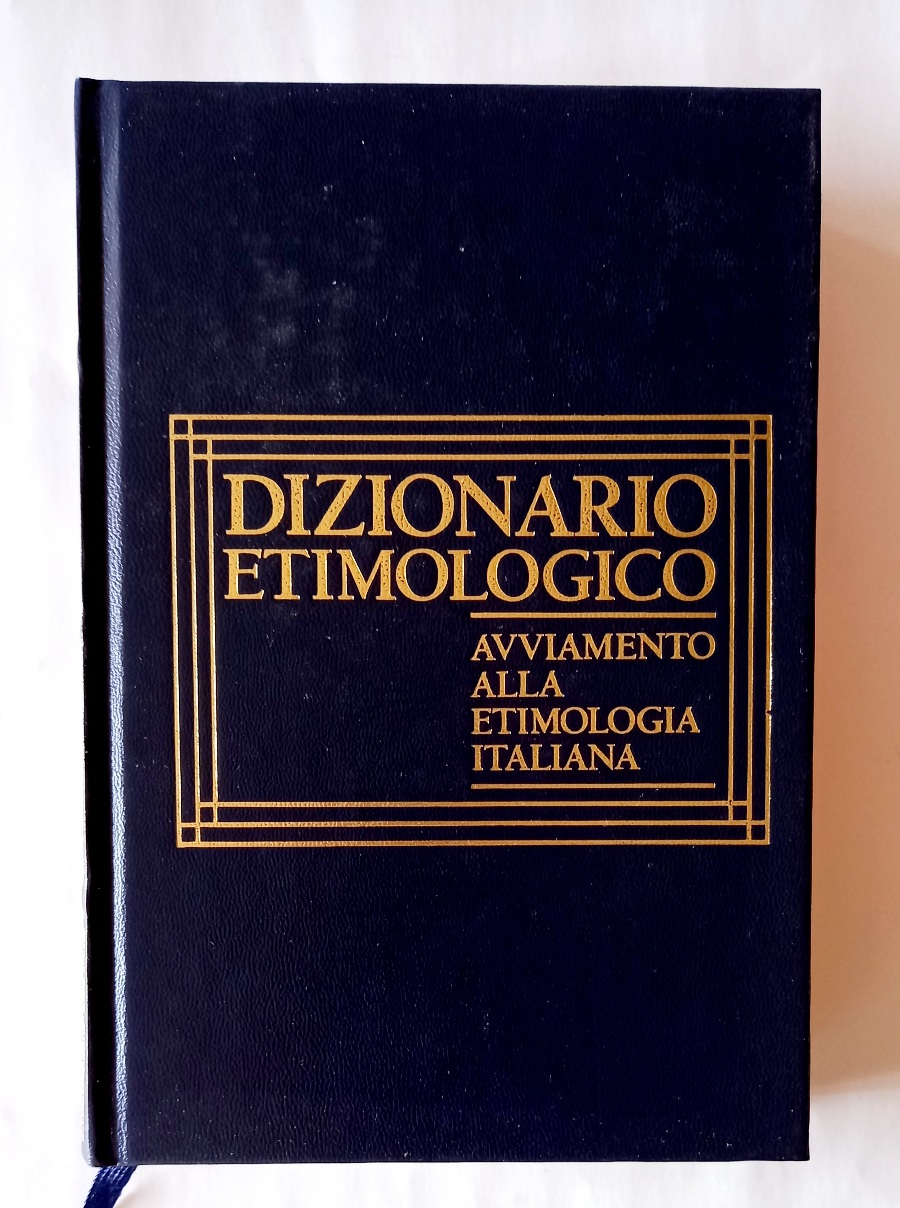 DIZIONARIO
ETIMOLOGICO
AVVIAMENTO
ALLA
ETIMOLOGIA
ITALIANA